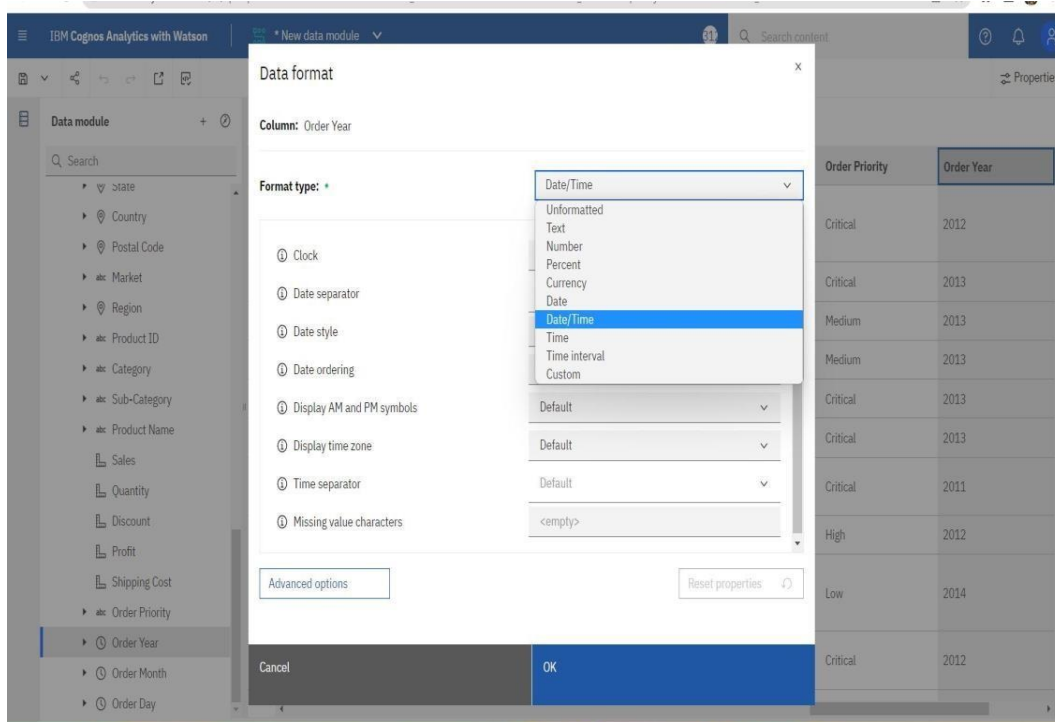 IBM Cognos Analytics with Watson
* New data module
Search content
Properties
Data module
Search
State
Country
Postal Code
abc Market
Region
abc Product ID
abc Category
abc Sub-Category
abc Product Name
Sales
Quantity
Discount
Profit
Shipping Cost
abc Order Priority
Order Year
Order Month
Order Day
Data format
x
Column: Order Year
Format type: *
Date/Time
Unformatted
Text
Number
Percent
Currency
Date
Date/Time
Time
Time interval
Custom
Clock
Date separator
Date style
Date ordering
Display AM and PM symbols Default
Display time zone Default
Time separator Default
Missing value characters <empty>
Advanced options
Reset properties
Cancel
OK
Order Priority Order Year
Critical 2012
Critical 2013
Medium 2013
Medium 2013
Critical 2013
Critical 2013
Critical 2011
High 2012
Low 2014
Critical 2012